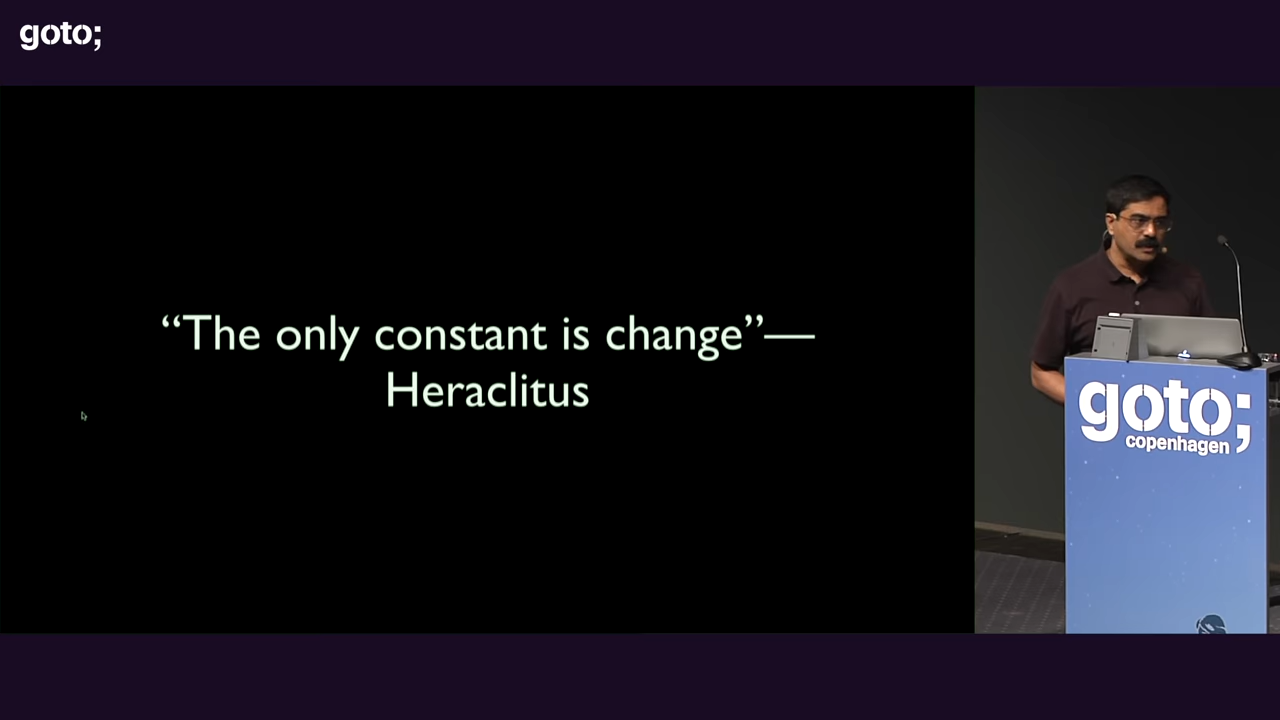 goto;
“The only constant is change”—
Heraclitus
goto;
copenhagen